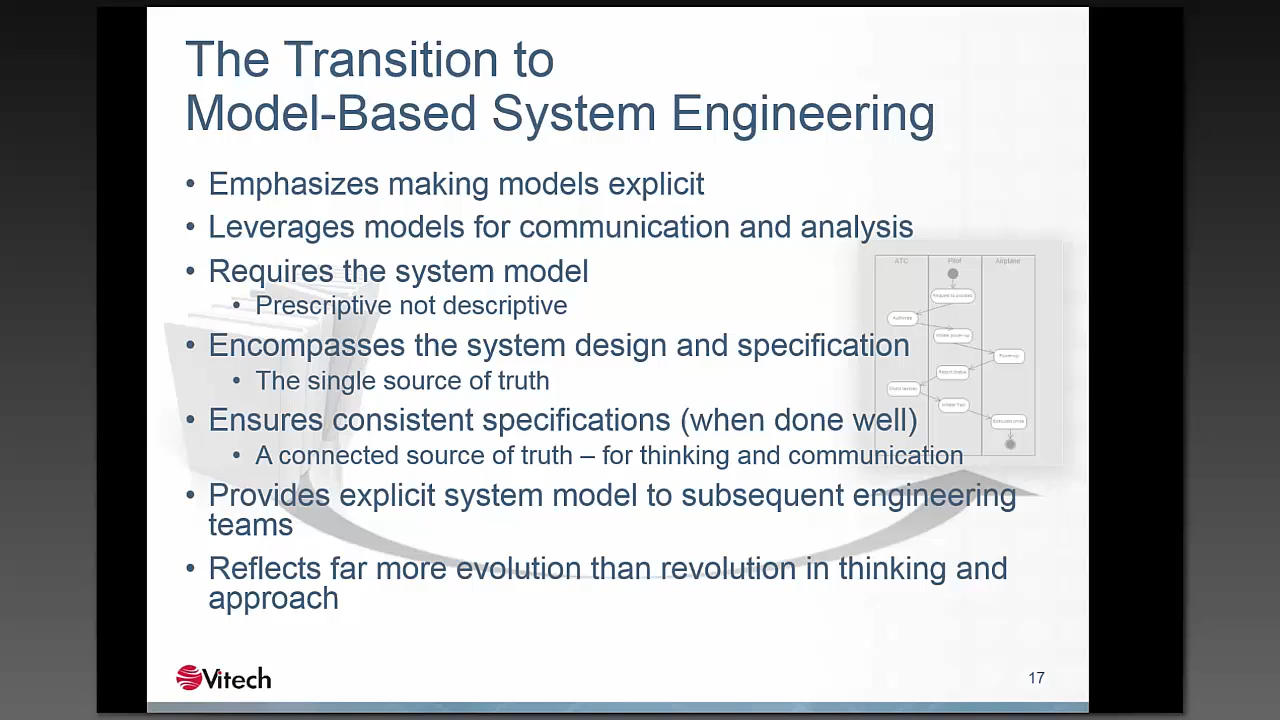 The Transition to
Model-Based System Engineering
• Emphasizes making models explicit
• Leverages models for communication and analysis
• Requires the system model
• Prescriptive not descriptive
• Encompasses the system design and specification
• The single source of truth
• Ensures consistent specifications (when done well)
• A connected source of truth – for thinking and communication
• Provides explicit system model to subsequent engineering
teams
• Reflects far more evolution than revolution in thinking and
approach
ATC Pilot Airplane
Authorize
Power-up
Vitech
17